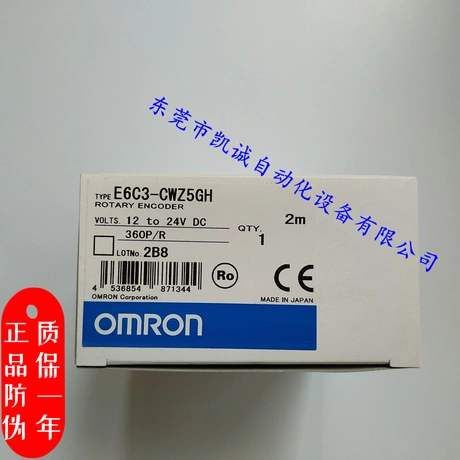 东莞市凯诚自动化设备有限公司
TYPE E6C3-CWZ5GH 2m
ROTARY ENCODER
VOLTS. 12 to 24V DC QTY.
360P/R 1
LOTNo. 2B8
4 536854 871344
OMRON Corporation
Ro
CE
MADE IN JAPAN
OMRON
正品防伪
质保一年